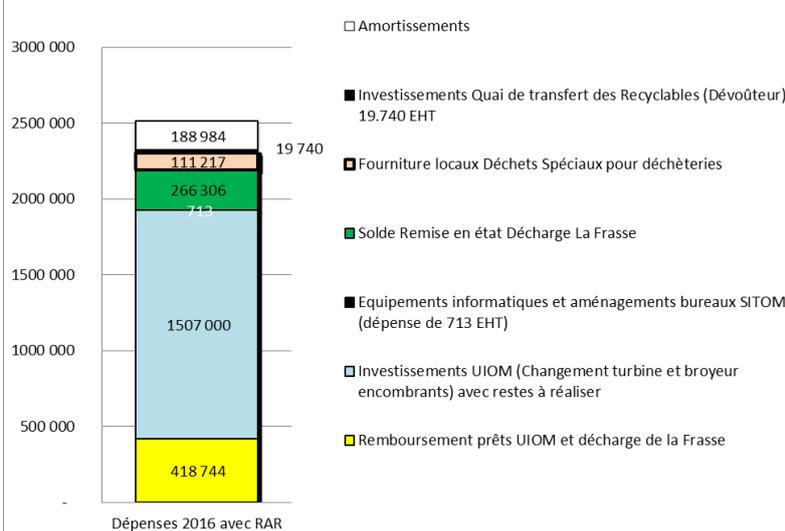 3000 000
2500 000
2000 000
1500 000
1000 000
500 000
-
188 984
19 740
111 217
266 306
713
1507 000
418 744
Dépenses 2016 avec RAR
Amortissements
Investissements Quai de transfert des Recyclables (Dévoûteur)
19.740 EHT
Fourniture locaux Déchets Spéciaux pour déchèteries
Solde Remise en état Décharge La Frasse
Equipements informatiques et aménagements bureaux SITOM
(dépense de 713 EHT)
Investissements UIOM (Changement turbine et broyeur
encombrants) avec restes à réaliser
Remboursement prêts UIOM et décharge de la Frasse